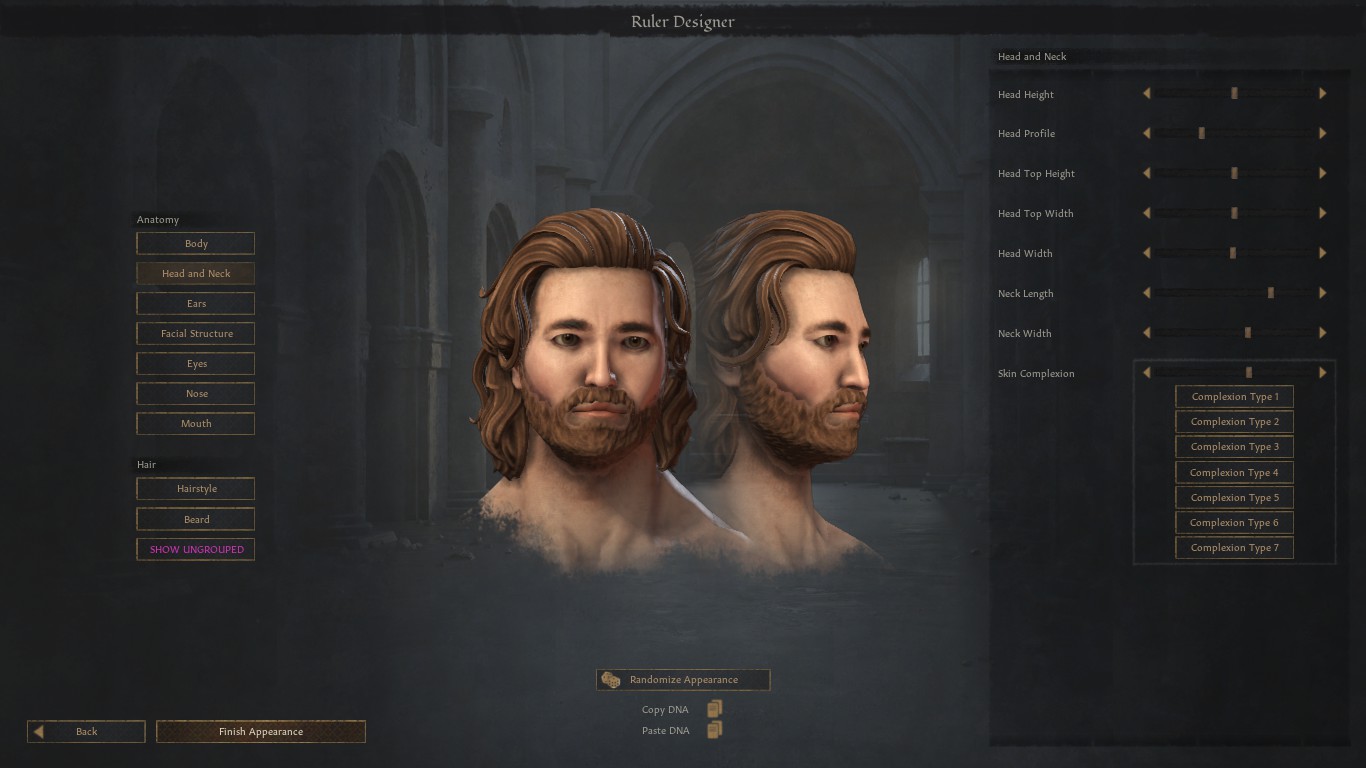 Ruler Designer
Anatomy
Body
Head and Neck
Ears
Facial Structure
Eyes
Nose
Mouth
Hair
Hairstyle
Beard
SHOW UNGROUPED
Head and Neck
Head Height
Head Profile
Head Top Height
Head Top Width
Head Width
Neck Length
Neck Width
Skin Complexion
Complexion Type 1
Complexion Type 2
Complexion Type 3
Complexion Type 4
Complexion Type 5
Complexion Type 6
Complexion Type 7
Randomize Appearance
Copy DNA
Paste DNA
Back
Finish Appearance